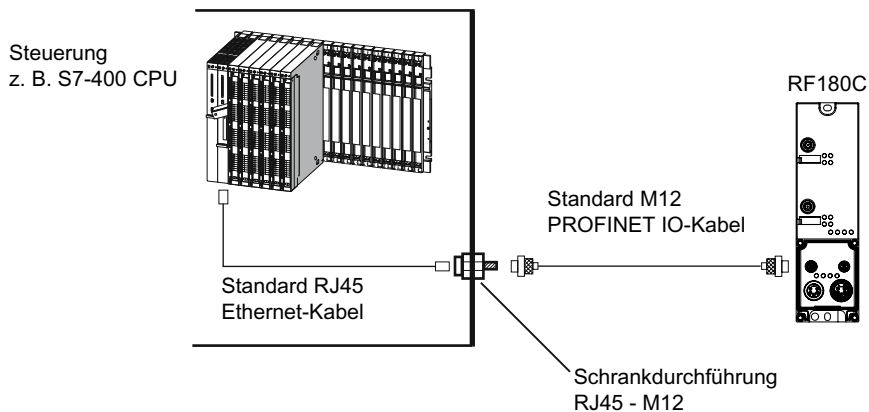 Steuerung
z. B. S7-400 CPU
RF180C
Standard M12
PROFINET IO-Kabel
Standard RJ45
Ethernet-Kabel
Schrankdurchführung
RJ45 - M12